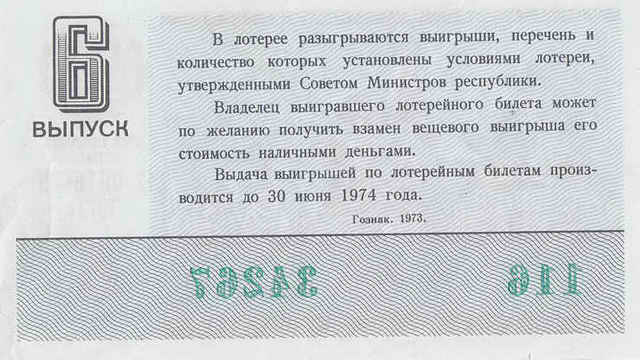 6
ВЫПУСК
В лотерее разыгрываются выигрыши, перечень и
количество которых установлены условиями лотереи,
утвержденными Советом Министров республики.
Владелец выигравшего лотерейного билета может
по желанию получить взамен вещевого выигрыша его
стоимость наличными деньгами.
Выдача выигрышей по лотерейным билетам произ-
водится до 30 июня 1974 года.
Гознак. 1973.
34267 116